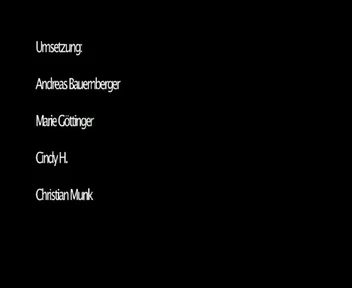 Umsetzung:
Andreas Bauernberger
Marie Göttinger
Cindy H.
Christian Munk